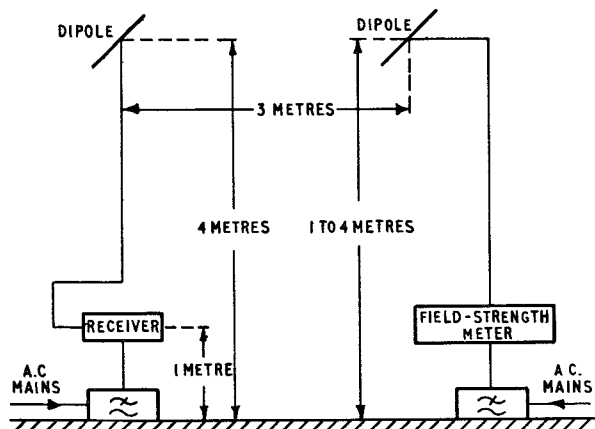 DIPOLE
DIPOLE
3 METRES
4 METRES
1 TO 4 METRES
RECEIVER
FIELD-STRENGTH
METER
1 METRE
A.C
MAINS
A C.
MAINS